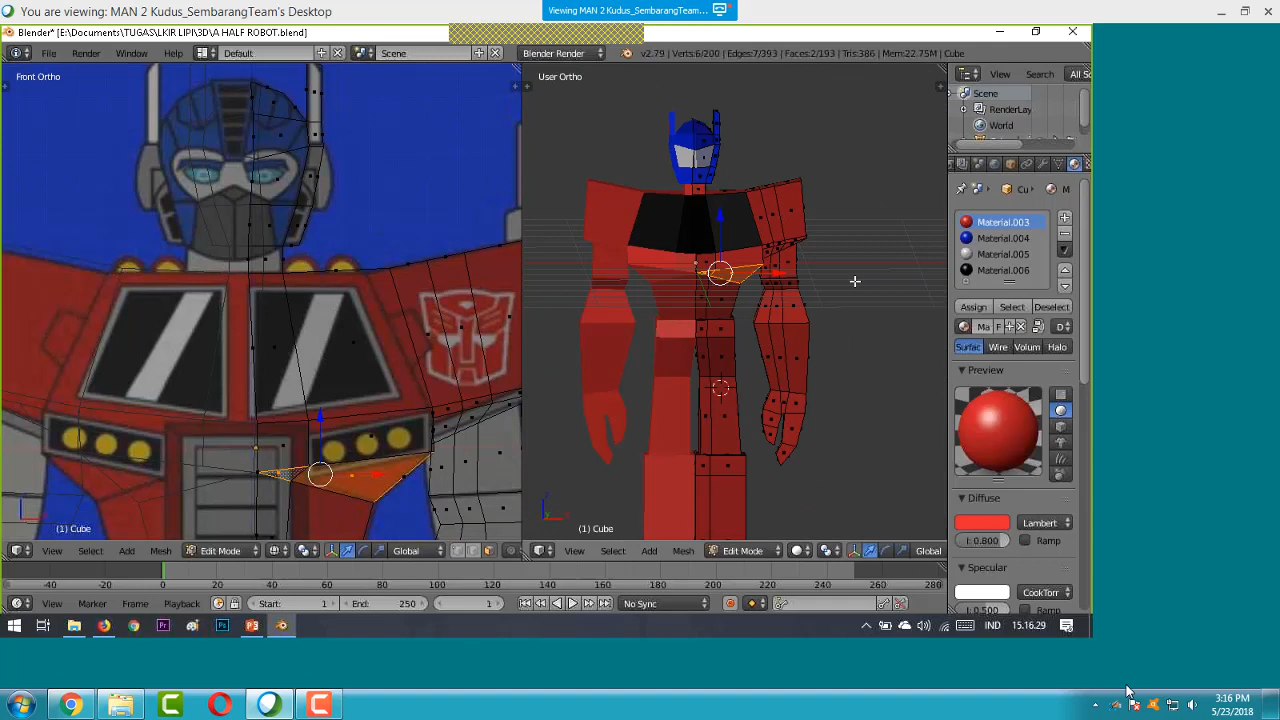 You are viewing: MAN 2 Kudus_SembarangTeam's Desktop
Viewing MAN 2 Kudus_SembarangTeam'...
Blender* [E:\Documents\TUGAS\LKIR LIPI\3D\A HALF ROBOT.blend]
File Render Window Help Default Scene Blender Render v2.79 | Verts:6/200 | Edges:7/393 | Faces:2/193 | Tris:386 | Mem:22.75M | Cube
Front Ortho
User Ortho
View Search All Sc
Scene
RenderLay
World
Cu M
Material.003
Material.004
Material.005
Material.006
Assign Select Deselect
Ma F D
Surfac Wire Volum Halo
Preview
Diffuse
Lambert
I: 0.800 Ramp
Specular
CookTorr
I: 0.500 Ramp
(1) Cube
(1) Cube
View Select Add Mesh Edit Mode Global
View Select Add Mesh Edit Mode Global
-40 -20 0 20 40 60 80 100 120 140 160 180 200 220 240 260 280
View Marker Frame Playback Start: 1 End: 250 1 No Sync
IND 15.16.29
3:16 PM
5/23/2018